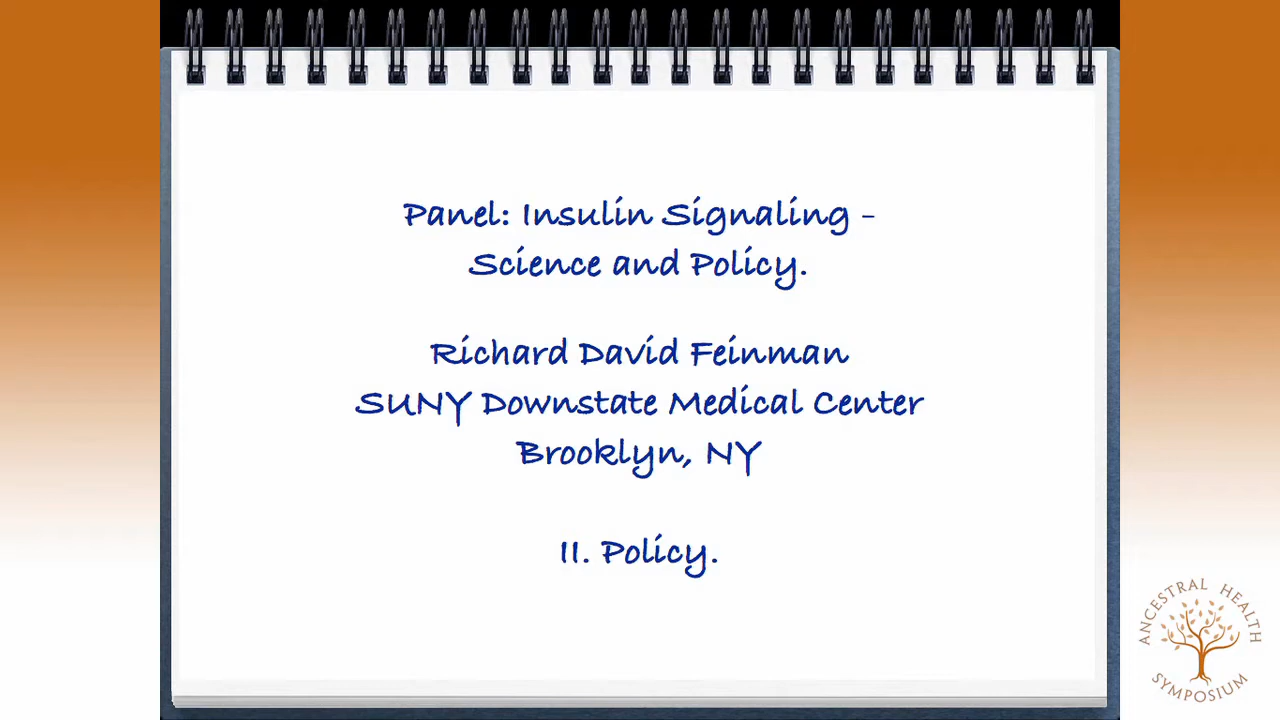 Panel: Insulin Signaling -
Science and Policy.
Richard David Feinman
SUNY Downstate Medical Center
Brooklyn, NY
II. Policy.
ANCESTRAL HEALTH
SYMPOSIUM